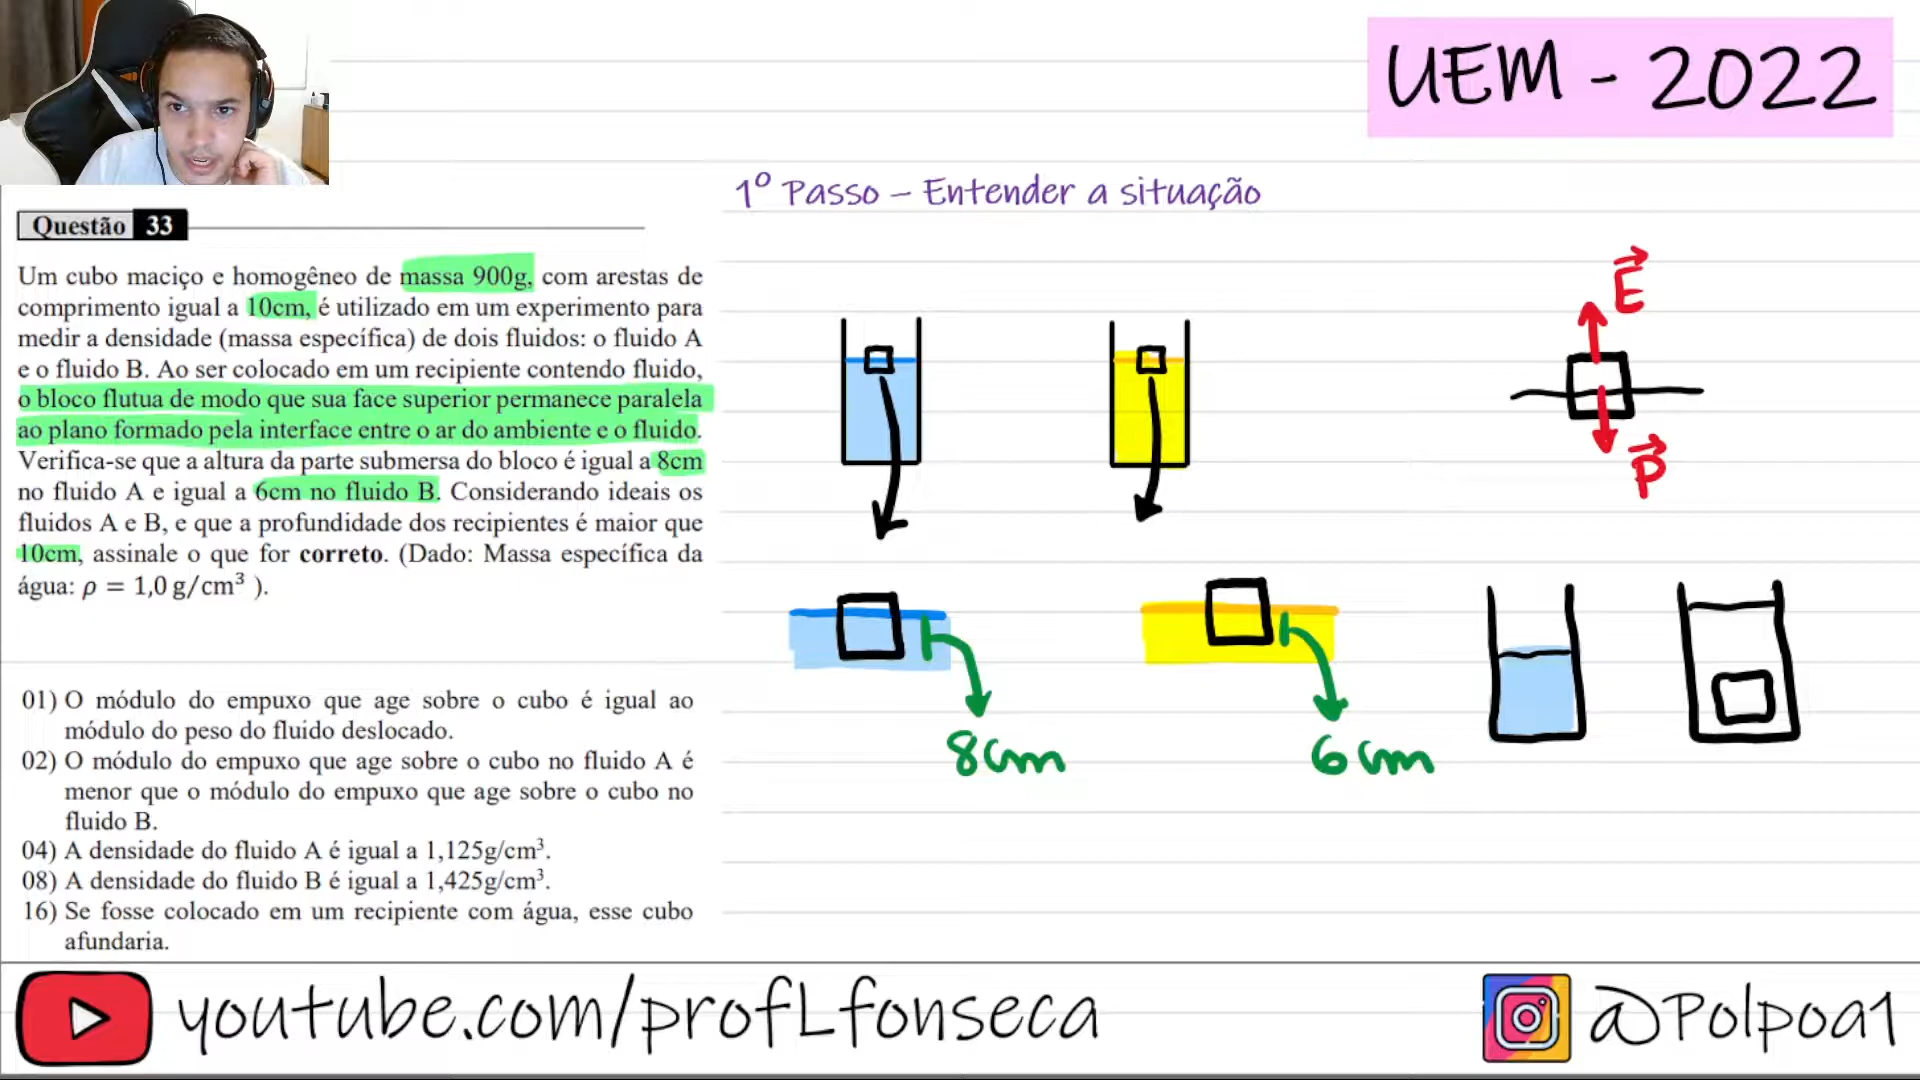 UEM - 2022
1º Passo – Entender a situação
Questão 33
Um cubo maciço e homogêneo de massa 900g, com arestas de
comprimento igual a 10cm, é utilizado em um experimento para
medir a densidade (massa específica) de dois fluidos: o fluido A
e o fluido B. Ao ser colocado em um recipiente contendo fluido,
o bloco flutua de modo que sua face superior permanece paralela
ao plano formado pela interface entre o ar do ambiente e o fluido.
Verifica-se que a altura da parte submersa do bloco é igual a 8cm
no fluido A e igual a 6cm no fluido B. Considerando ideais os
fluidos A e B, e que a profundidade dos recipientes é maior que
10cm, assinale o que for correto. (Dado: Massa específica da
água: ρ = 1,0 g/cm³ ).
01) O módulo do empuxo que age sobre o cubo é igual ao
módulo do peso do fluido deslocado.
02) O módulo do empuxo que age sobre o cubo no fluido A é
menor que o módulo do empuxo que age sobre o cubo no
fluido B.
04) A densidade do fluido A é igual a 1,125g/cm³.
08) A densidade do fluido B é igual a 1,425g/cm³.
16) Se fosse colocado em um recipiente com água, esse cubo
afundaria.
E
P
8cm
6cm
youtube.com/profLfonseca
@Polpoa1